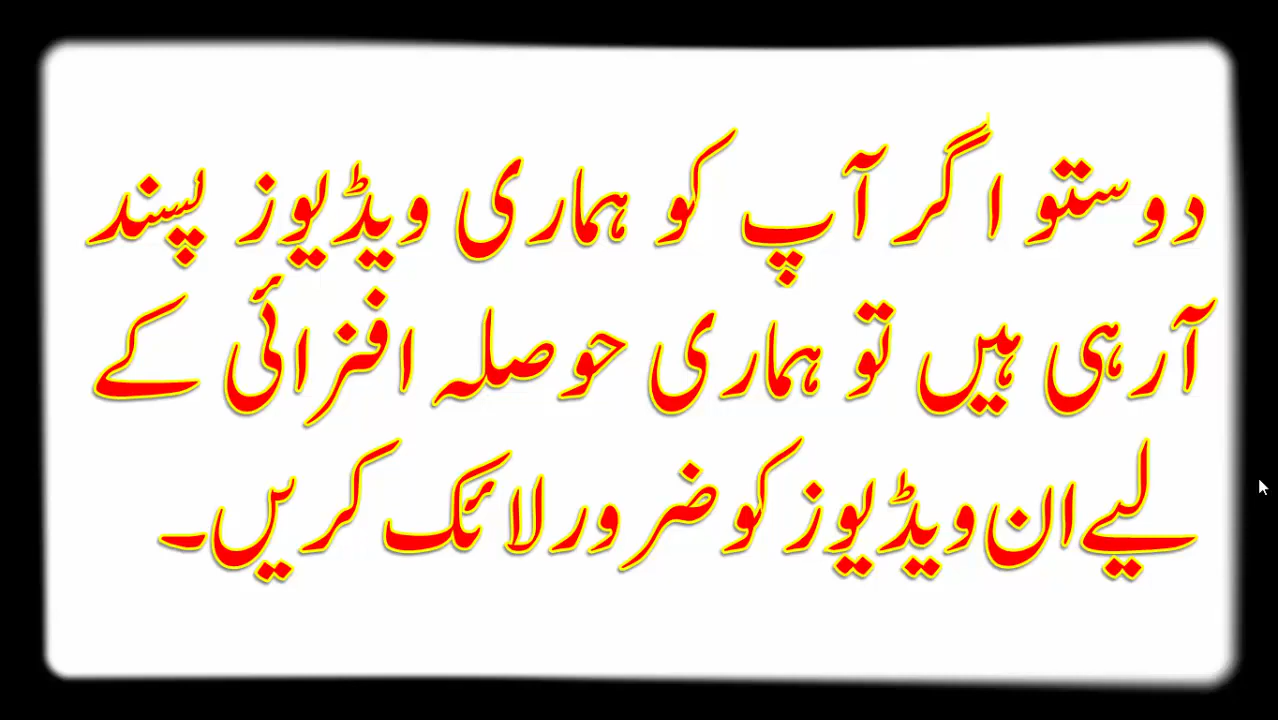 دوستو اگر آپ کو ہماری ویڈیوز پسند
آرہی ہیں تو ہماری حوصلہ افزائی کے
لیے ان ویڈیوز کو ضرور لائک کریں۔